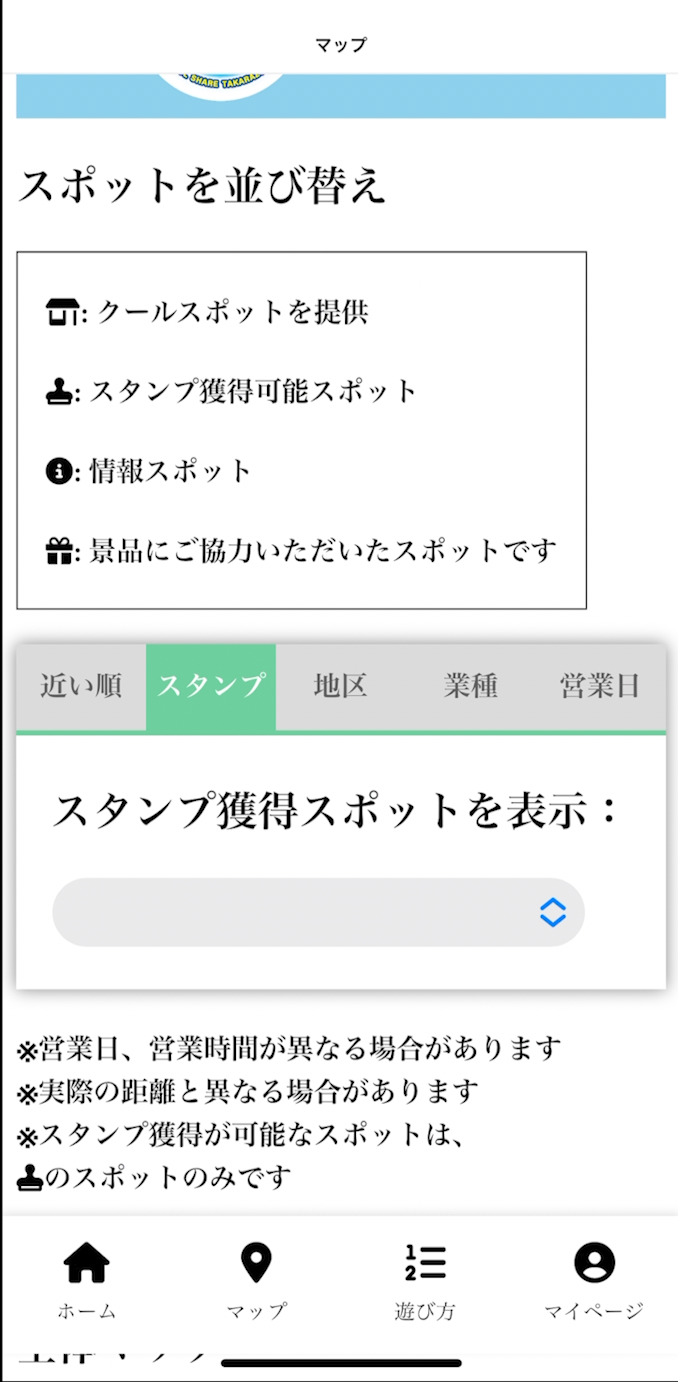 マップ
SHARE TAKARA
スポットを並び替え
: クールスポットを提供
: スタンプ獲得可能スポット
: 情報スポット
: 景品にご協力いただいたスポットです
近い順 スタンプ 地区 業種 営業日
スタンプ獲得スポットを表示：
※営業日、営業時間が異なる場合があります
※実際の距離と異なる場合があります
※スタンプ獲得が可能なスポットは、
のスポットのみです
ホーム マップ 遊び方 マイページ